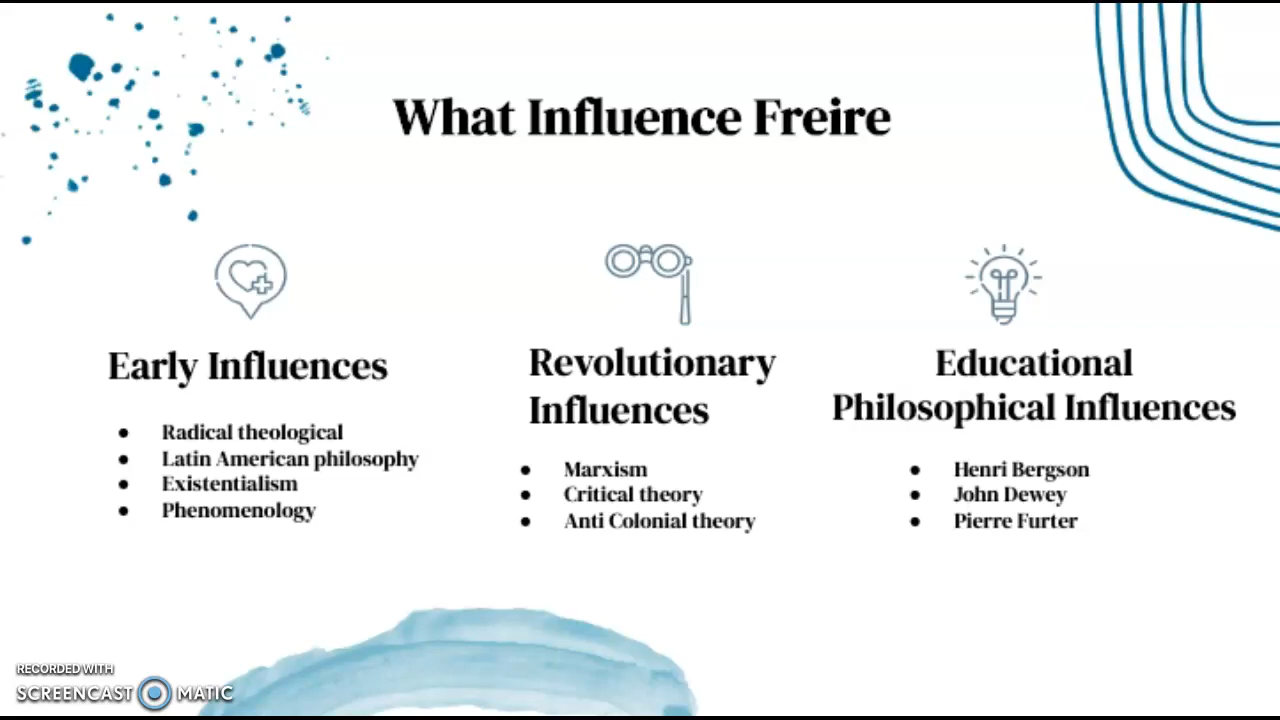 What Influence Freire
Early Influences
• Radical theological
• Latin American philosophy
• Existentialism
• Phenomenology
Revolutionary
Influences
• Marxism
• Critical theory
• Anti Colonial theory
Educational
Philosophical Influences
• Henri Bergson
• John Dewey
• Pierre Furter
RECORDED WITH
SCREENCAST MATIC